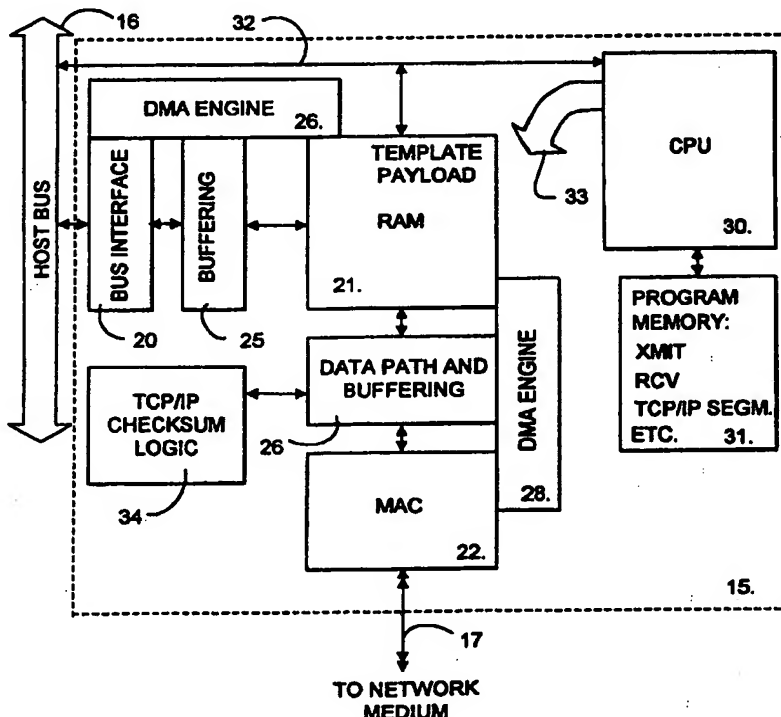 16
32
15
HOST BUS
DMA ENGINE
26.
BUS INTERFACE
20
BUFFERING
25
TEMPLATE
PAYLOAD
RAM
21.
33
CPU
30.
PROGRAM
MEMORY:
XMIT
RCV
TCP/IP SEGM.
ETC.
31.
DATA PATH AND
BUFFERING
26
DMA ENGINE
28.
TCP/IP
CHECKSUM
LOGIC
34
MAC
22.
15.
17
TO NETWORK
MEDIUM